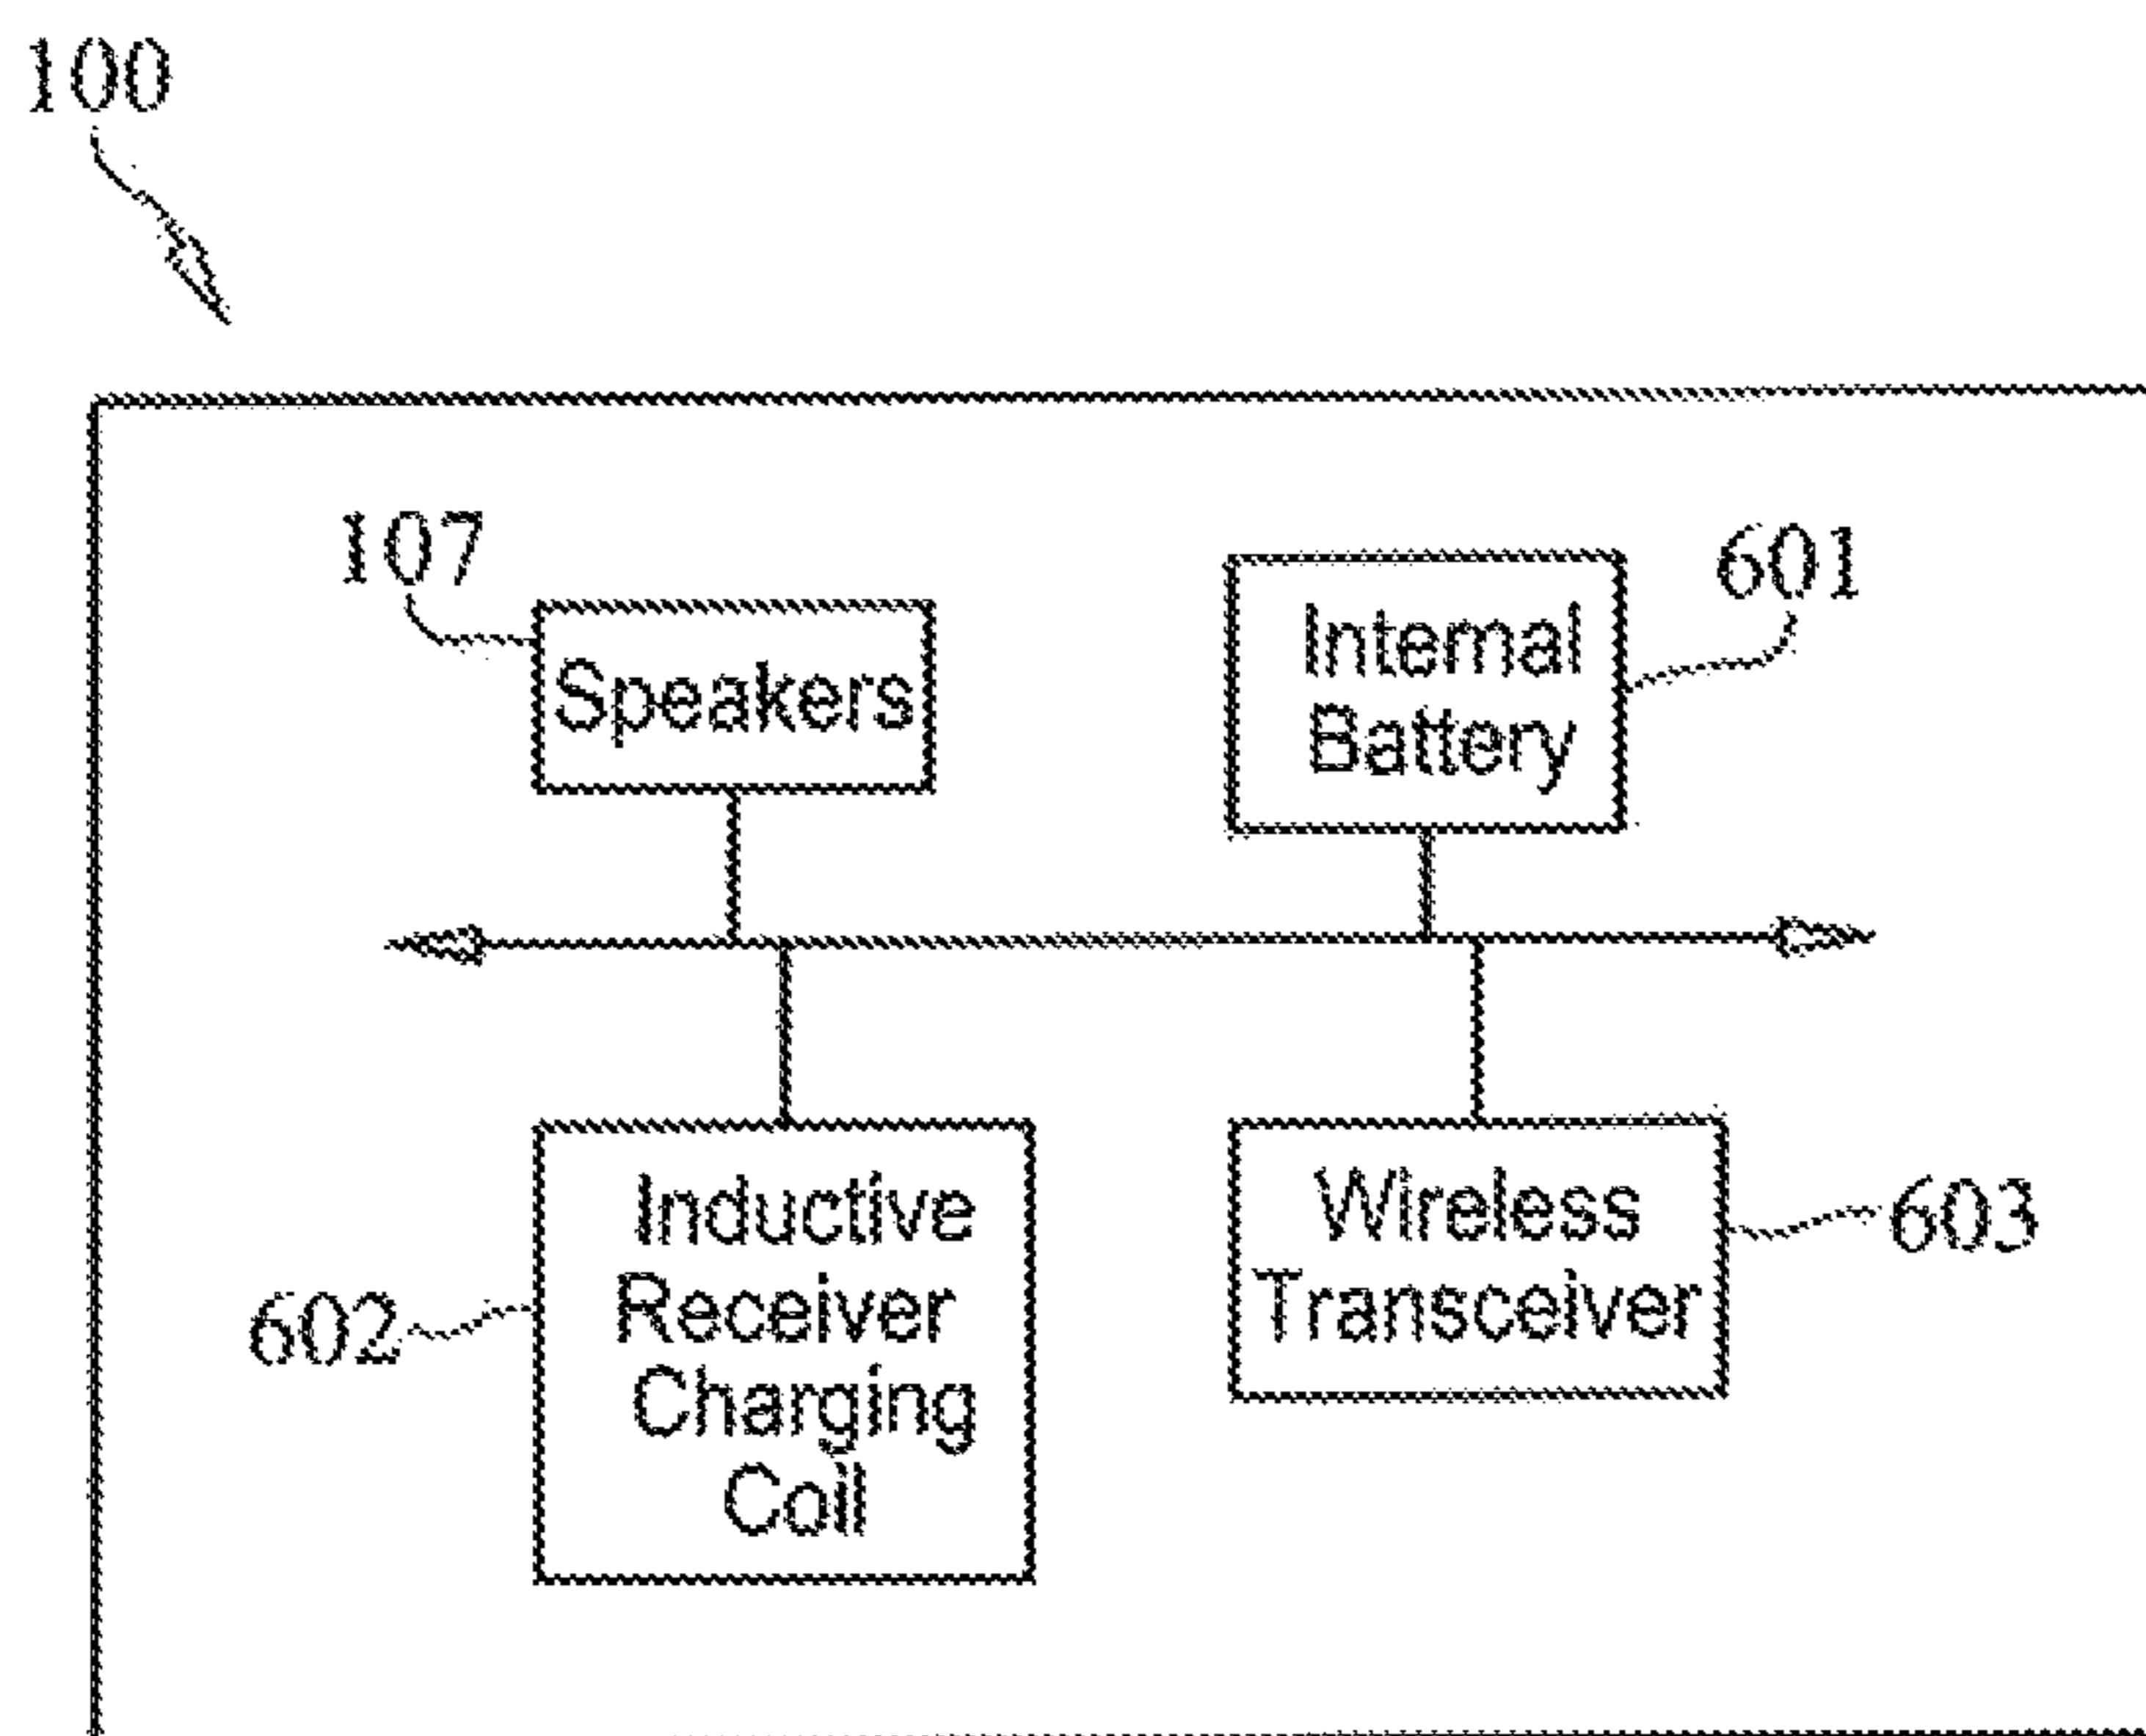 100
107
601
Speakers
Internal
Battery
Inductive
Receiver
Charging
Coil
602
Wireless
Transceiver
603